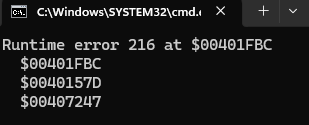 C:\Windows\SYSTEM32\cmd.e
Runtime error 216 at $00401FBC
$00401FBC
$0040157D
$00407247